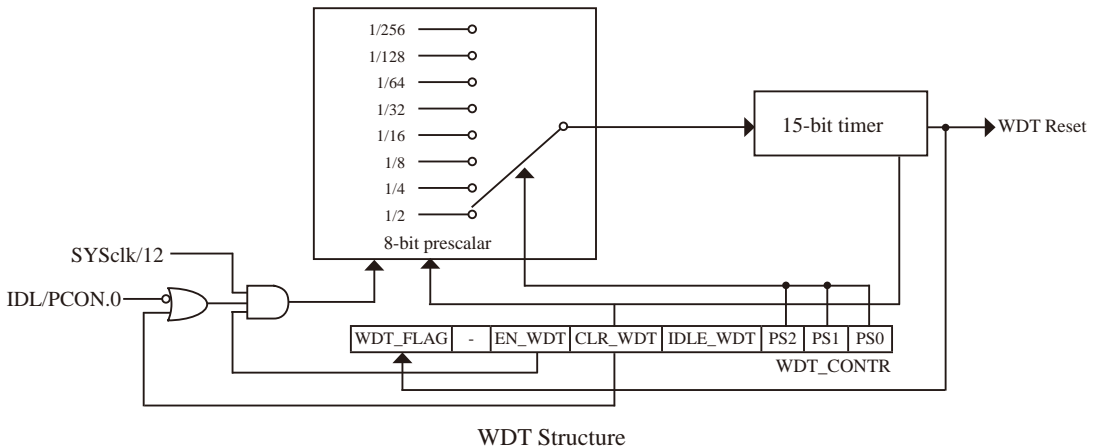 1/256
1/128
1/64
1/32
1/16
1/8
1/4
1/2
8-bit prescalar
15-bit timer
WDT Reset
SYSclk/12
IDL/PCON.0
WDT_FLAG - EN_WDT CLR_WDT IDLE_WDT PS2 PS1 PS0
WDT_CONTR
WDT Structure